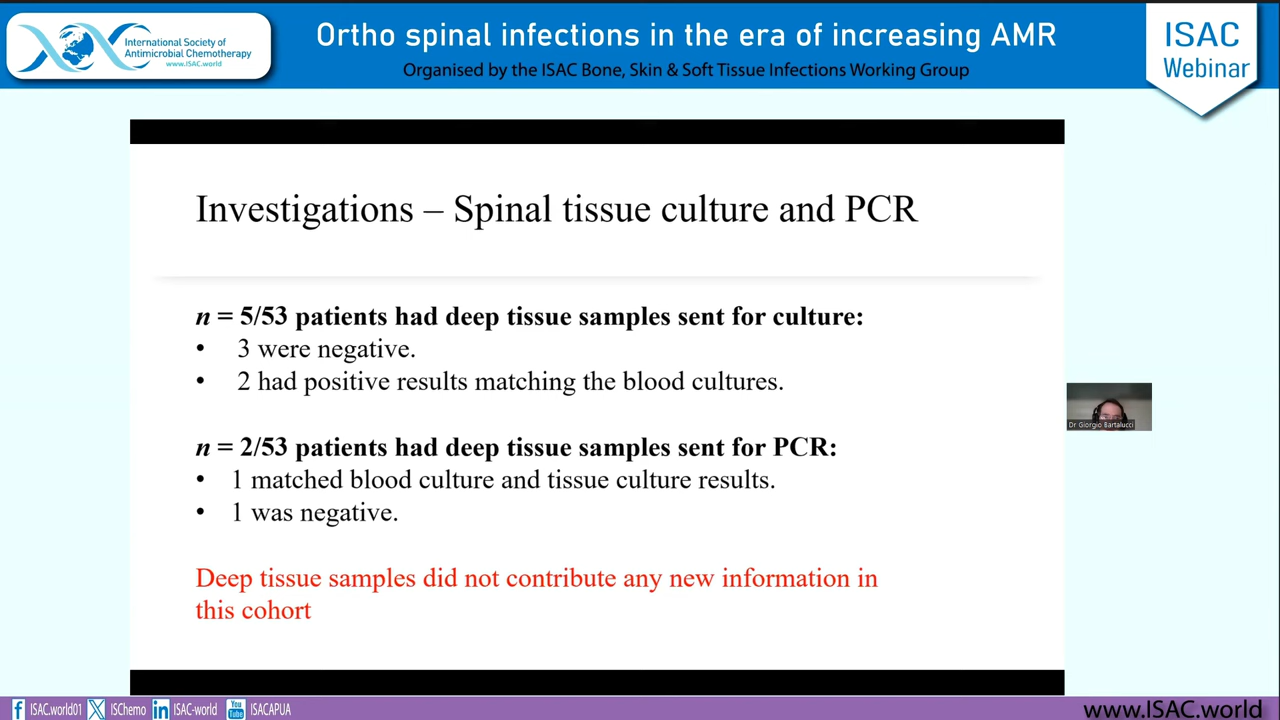 International Society of
Antimicrobial Chemotherapy
www.ISAC.world
Ortho spinal infections in the era of increasing AMR
Organised by the ISAC Bone, Skin & Soft Tissue Infections Working Group
ISAC
Webinar
Investigations – Spinal tissue culture and PCR
n = 5/53 patients had deep tissue samples sent for culture:
• 3 were negative.
• 2 had positive results matching the blood cultures.
n = 2/53 patients had deep tissue samples sent for PCR:
• 1 matched blood culture and tissue culture results.
• 1 was negative.
Deep tissue samples did not contribute any new information in
this cohort
Dr Giorgio Bartalucci
f ISAC.world01 X ISChemo in ISAC-world You Tube ISACAPUA
www.ISAC.world